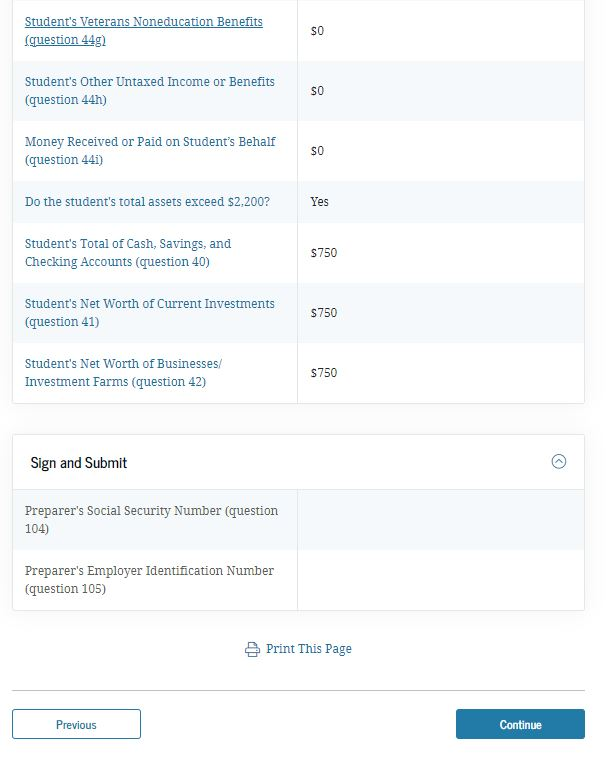 Student's Veterans Noneducation Benefits
(question 44g)
$0
Student's Other Untaxed Income or Benefits
(question 44h)
$0
Money Received or Paid on Student's Behalf
(question 44i)
$0
Do the student's total assets exceed $2,200?
Yes
Student's Total of Cash, Savings, and
Checking Accounts (question 40)
$750
Student's Net Worth of Current Investments
(question 41)
$750
Student's Net Worth of Businesses/
Investment Farms (question 42)
$750
Sign and Submit
Preparer's Social Security Number (question
104)
Preparer's Employer Identification Number
(question 105)
Print This Page
Previous
Continue